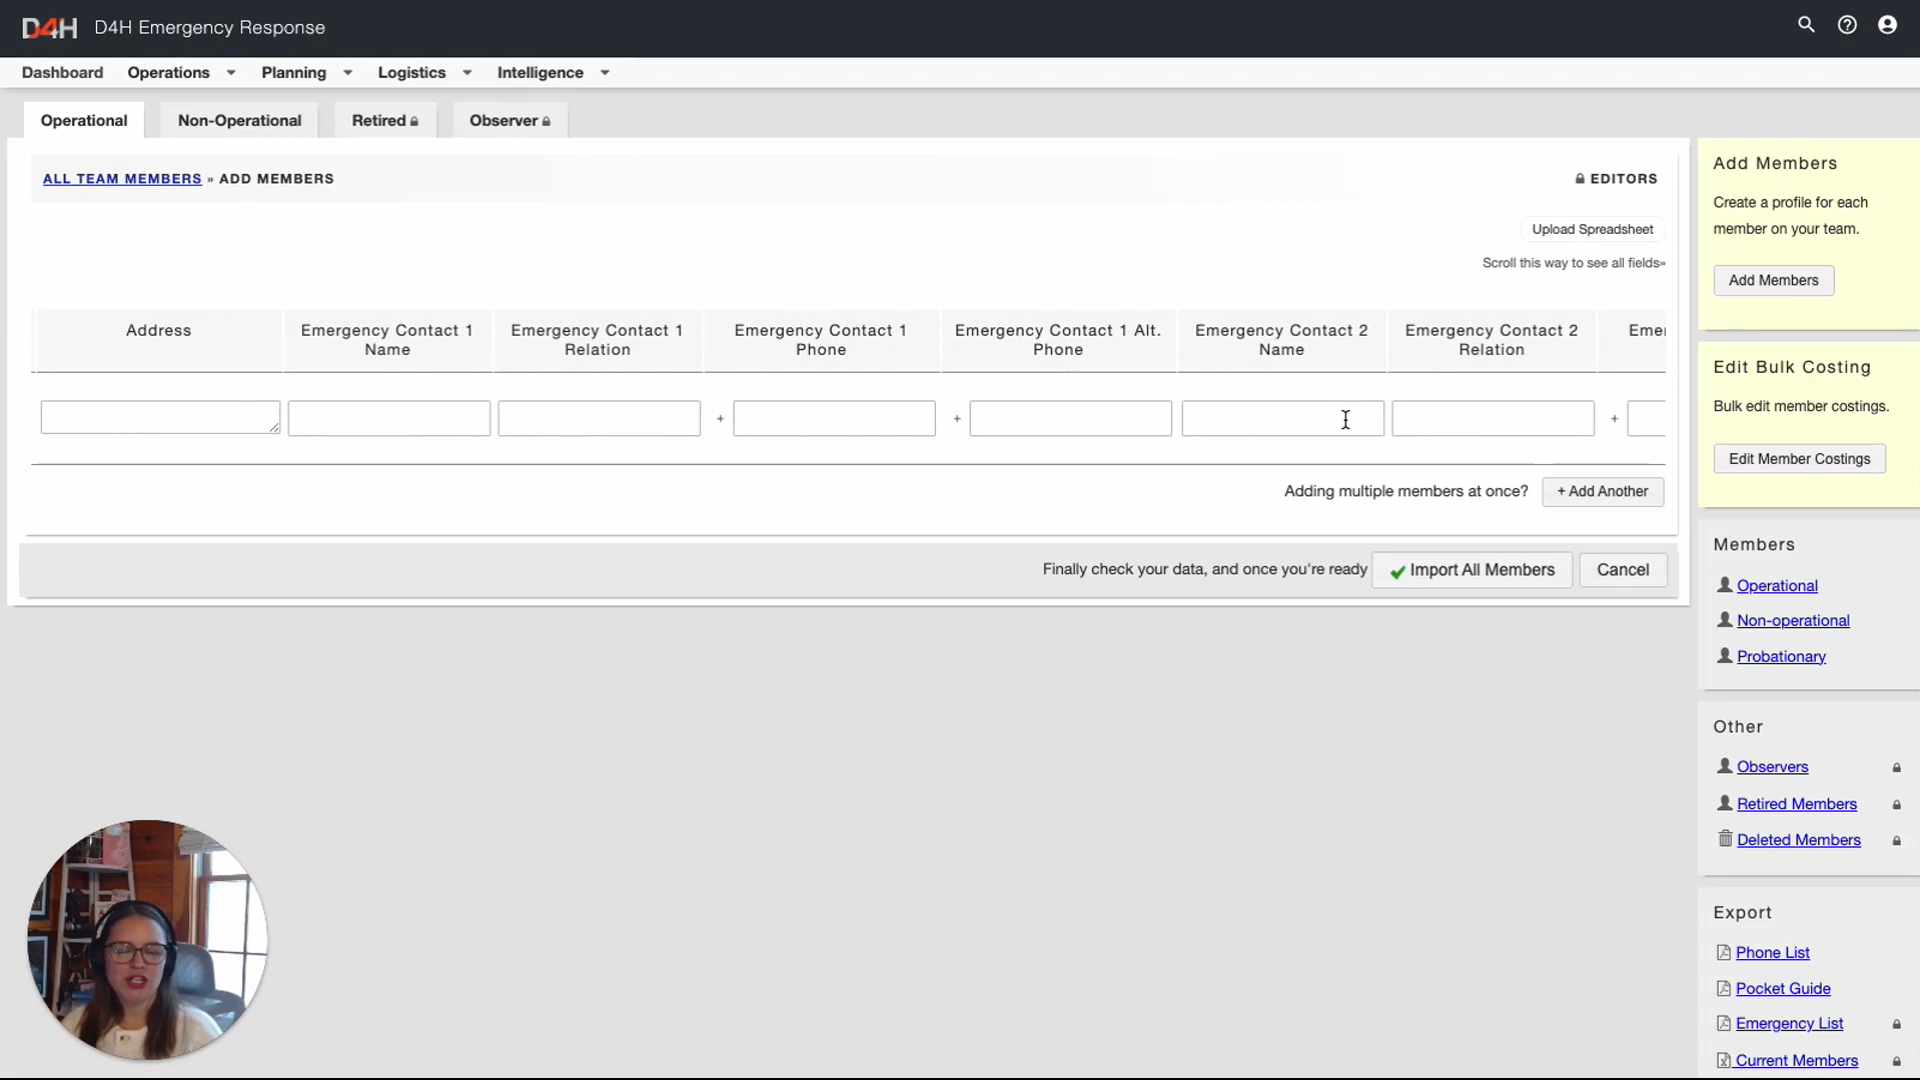 D4H D4H Emergency Response
Dashboard Operations Planning Logistics Intelligence
Operational Non-Operational Retired Observer
ALL TEAM MEMBERS » ADD MEMBERS
EDITORS
Upload Spreadsheet
Scroll this way to see all fields»
Address
Emergency Contact 1
Name
Emergency Contact 1
Relation
Emergency Contact 1
Phone
Emergency Contact 1 Alt.
Phone
Emergency Contact 2
Name
Emergency Contact 2
Relation
Emer
+ + +
Adding multiple members at once? + Add Another
Finally check your data, and once you're ready Import All Members Cancel
Add Members
Create a profile for each
member on your team.
Add Members
Edit Bulk Costing
Bulk edit member costings.
Edit Member Costings
Members
Operational
Non-operational
Probationary
Other
Observers
Retired Members
Deleted Members
Export
Phone List
Pocket Guide
Emergency List
Current Members